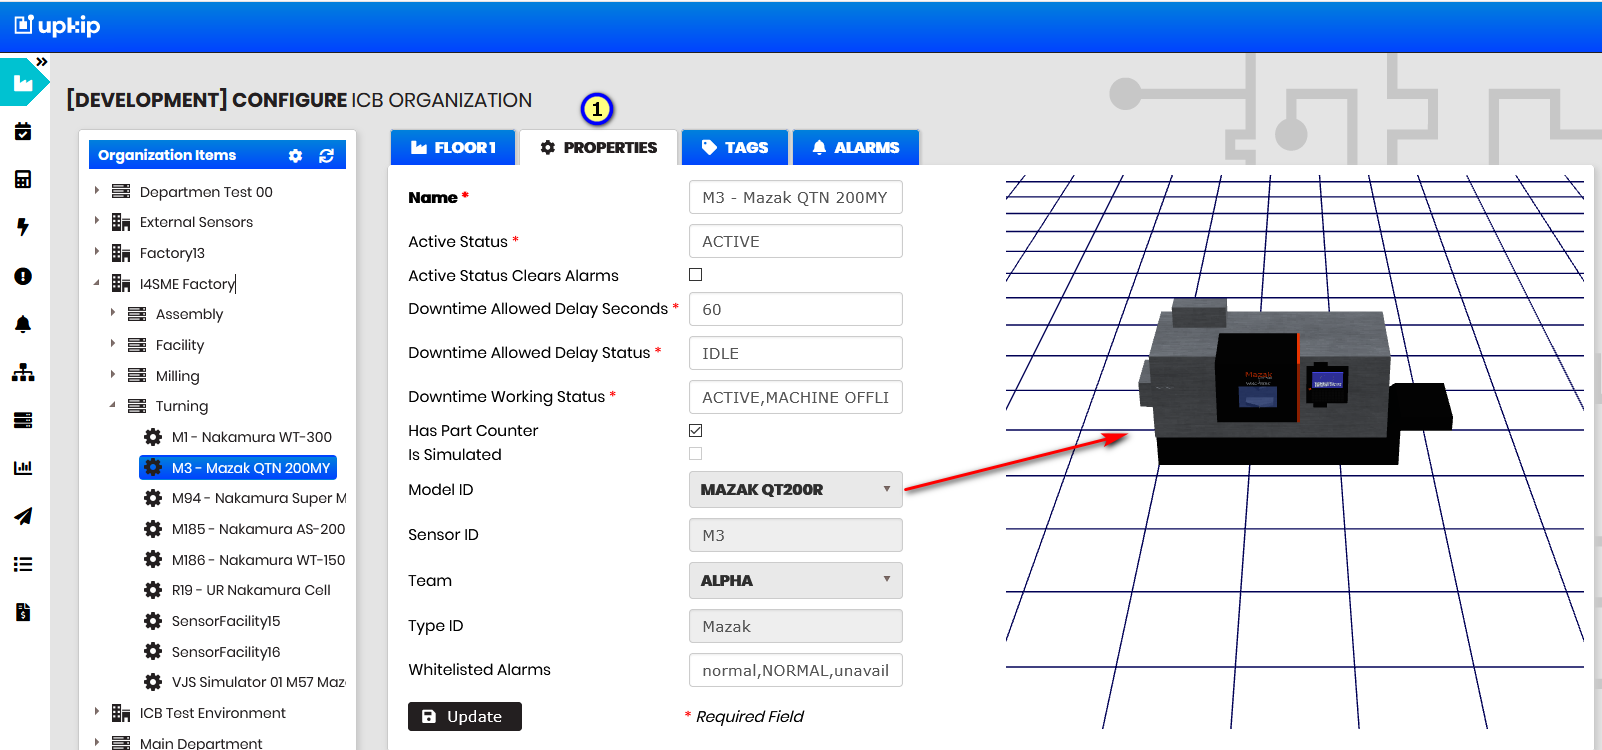 upkip
[DEVELOPMENT] CONFIGURE ICB ORGANIZATION
1
Organization Items
Departmen Test 00
External Sensors
Factory13
I4SME Factory
Assembly
Facility
Milling
Turning
M1 - Nakamura WT-300
M3 - Mazak QTN 200MY
M94 - Nakamura Super M
M185 - Nakamura AS-200
M186 - Nakamura WT-150
R19 - UR Nakamura Cell
SensorFacility15
SensorFacility16
VJS Simulator 01 M57 Maz
ICB Test Environment
Main Department
FLOOR 1
PROPERTIES
TAGS
ALARMS
Name * M3 - Mazak QTN 200MY
Active Status * ACTIVE
Active Status Clears Alarms
Downtime Allowed Delay Seconds * 60
Downtime Allowed Delay Status * IDLE
Downtime Working Status * ACTIVE,MACHINE OFFLI
Has Part Counter
Is Simulated
Model ID MAZAK QT200R
Sensor ID M3
Team ALPHA
Type ID Mazak
Whitelisted Alarms normal,NORMAL,unavail
Update
* Required Field
Mazak